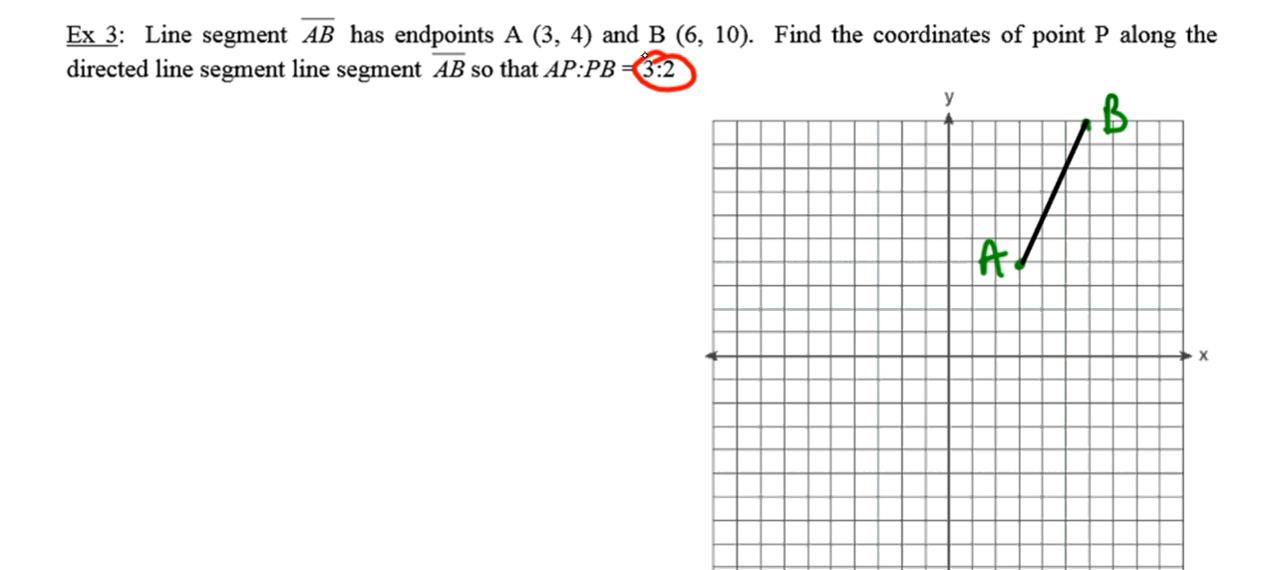 Ex 3: Line segment AB has endpoints A (3, 4) and B (6, 10). Find the coordinates of point P along the
directed line segment line segment AB so that AP:PB = 3:2
y
B
A
x